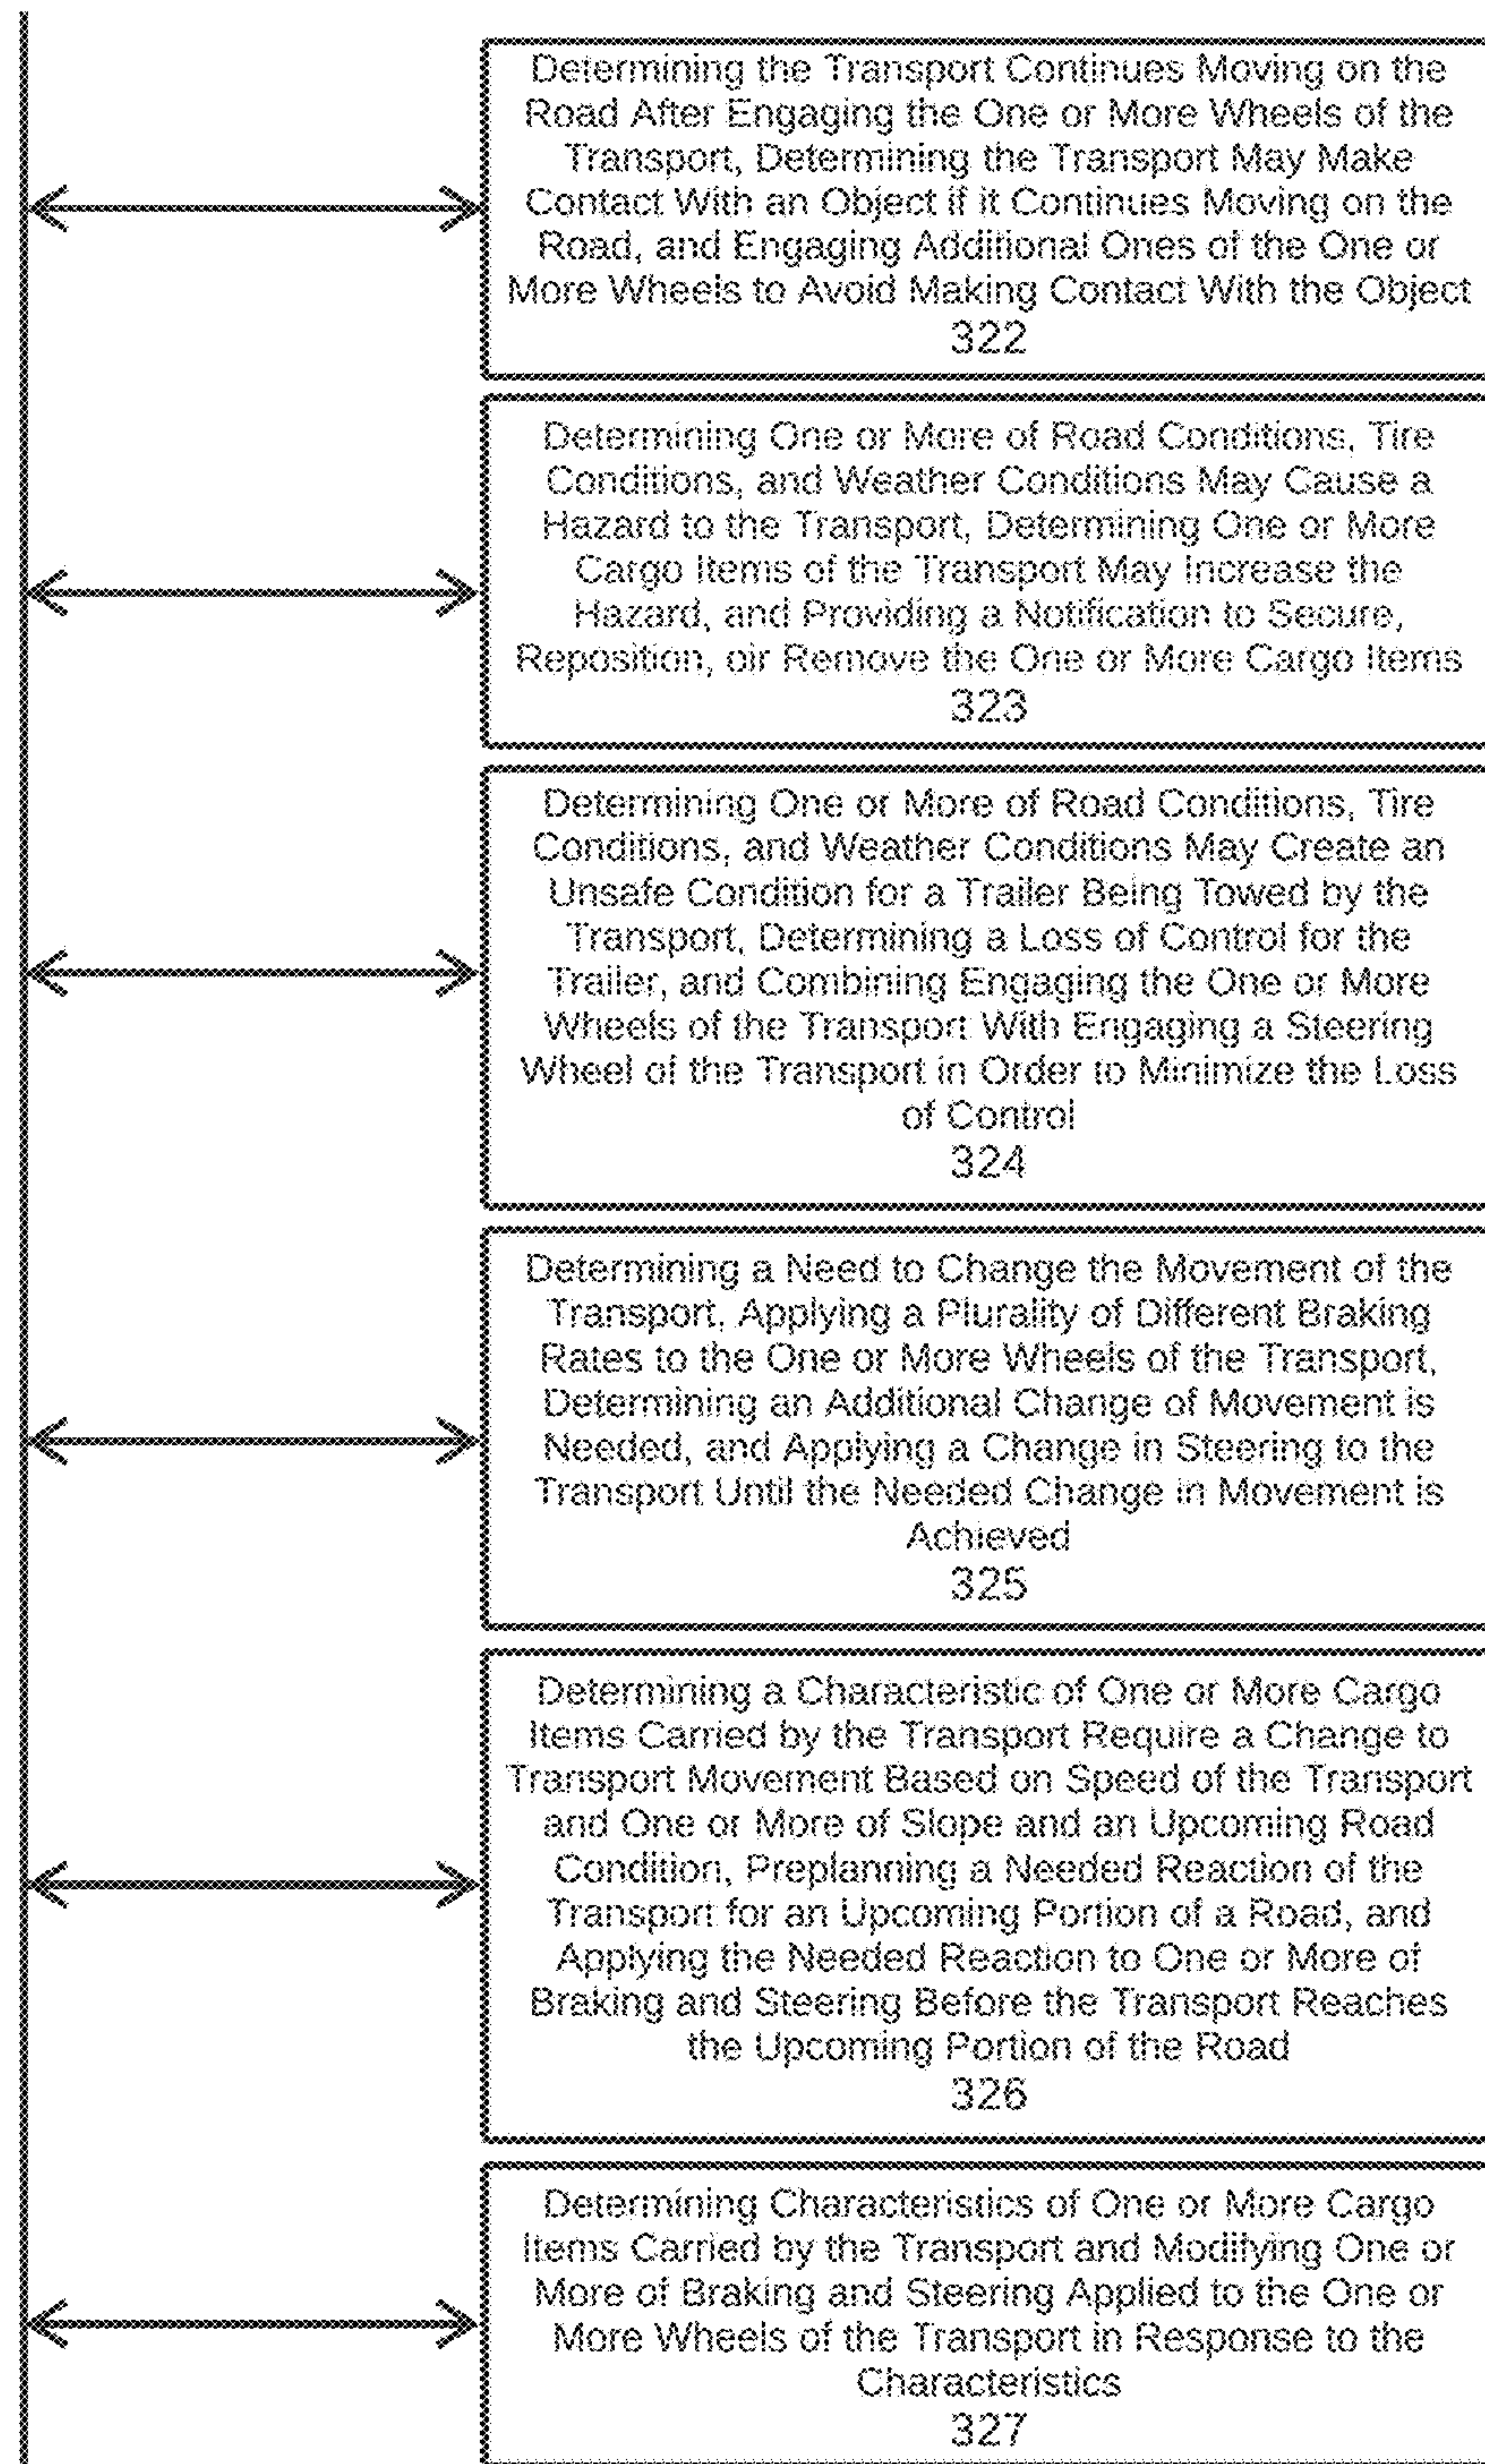 Determining the Transport Continues Moving on the
Road After Engaging the One or More Wheels of the
Transport, Determining the Transport May Make
Contact With an Object if it Continues Moving on the
Road, and Engaging Additional Ones of the One or
More Wheels to Avoid Making Contact With the Object
322
Determining One or More of Road Conditions, Tire
Conditions, and Weather Conditions May Cause a
Hazard to the Transport, Determining One or More
Cargo Items of the Transport May Increase the
Hazard, and Providing a Notification to Secure,
Reposition, oir Remove the One or More Cargo Items
323
Determining One or More of Road Conditions, Tire
Conditions, and Weather Conditions May Create an
Unsafe Condition for a Trailer Being Towed by the
Transport, Determining a Loss of Control for the
Trailer, and Combining Engaging the One or More
Wheels of the Transport With Engaging a Steering
Wheel of the Transport in Order to Minimize the Loss
of Control
324
Determining a Need to Change the Movement of the
Transport, Applying a Plurality of Different Braking
Rates to the One or More Wheels of the Transport,
Determining an Additional Change of Movement is
Needed, and Applying a Change in Steering to the
Transport Until the Needed Change in Movement is
Achieved
325
Determining a Characteristic of One or More Cargo
Items Carried by the Transport Require a Change to
Transport Movement Based on Speed of the Transport
and One or More of Slope and an Upcoming Road
Condition, Preplanning a Needed Reaction of the
Transport for an Upcoming Portion of a Road, and
Applying the Needed Reaction to One or More of
Braking and Steering Before the Transport Reaches
the Upcoming Portion of the Road
326
Determining Characteristics of One or More Cargo
Items Carried by the Transport and Modifying One or
More of Braking and Steering Applied to the One or
More Wheels of the Transport in Response to the
Characteristics
327